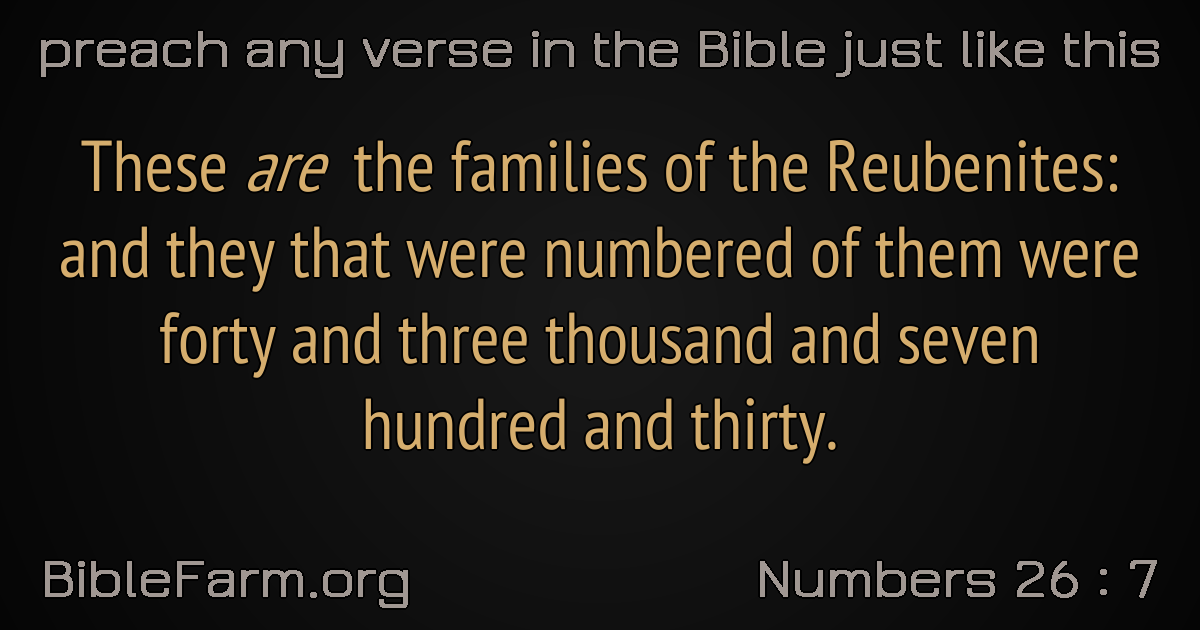 preach any verse in the Bible just like this
These are the families of the Reubenites:
and they that were numbered of them were
forty and three thousand and seven
hundred and thirty.
BibleFarm.org
Numbers 26 : 7